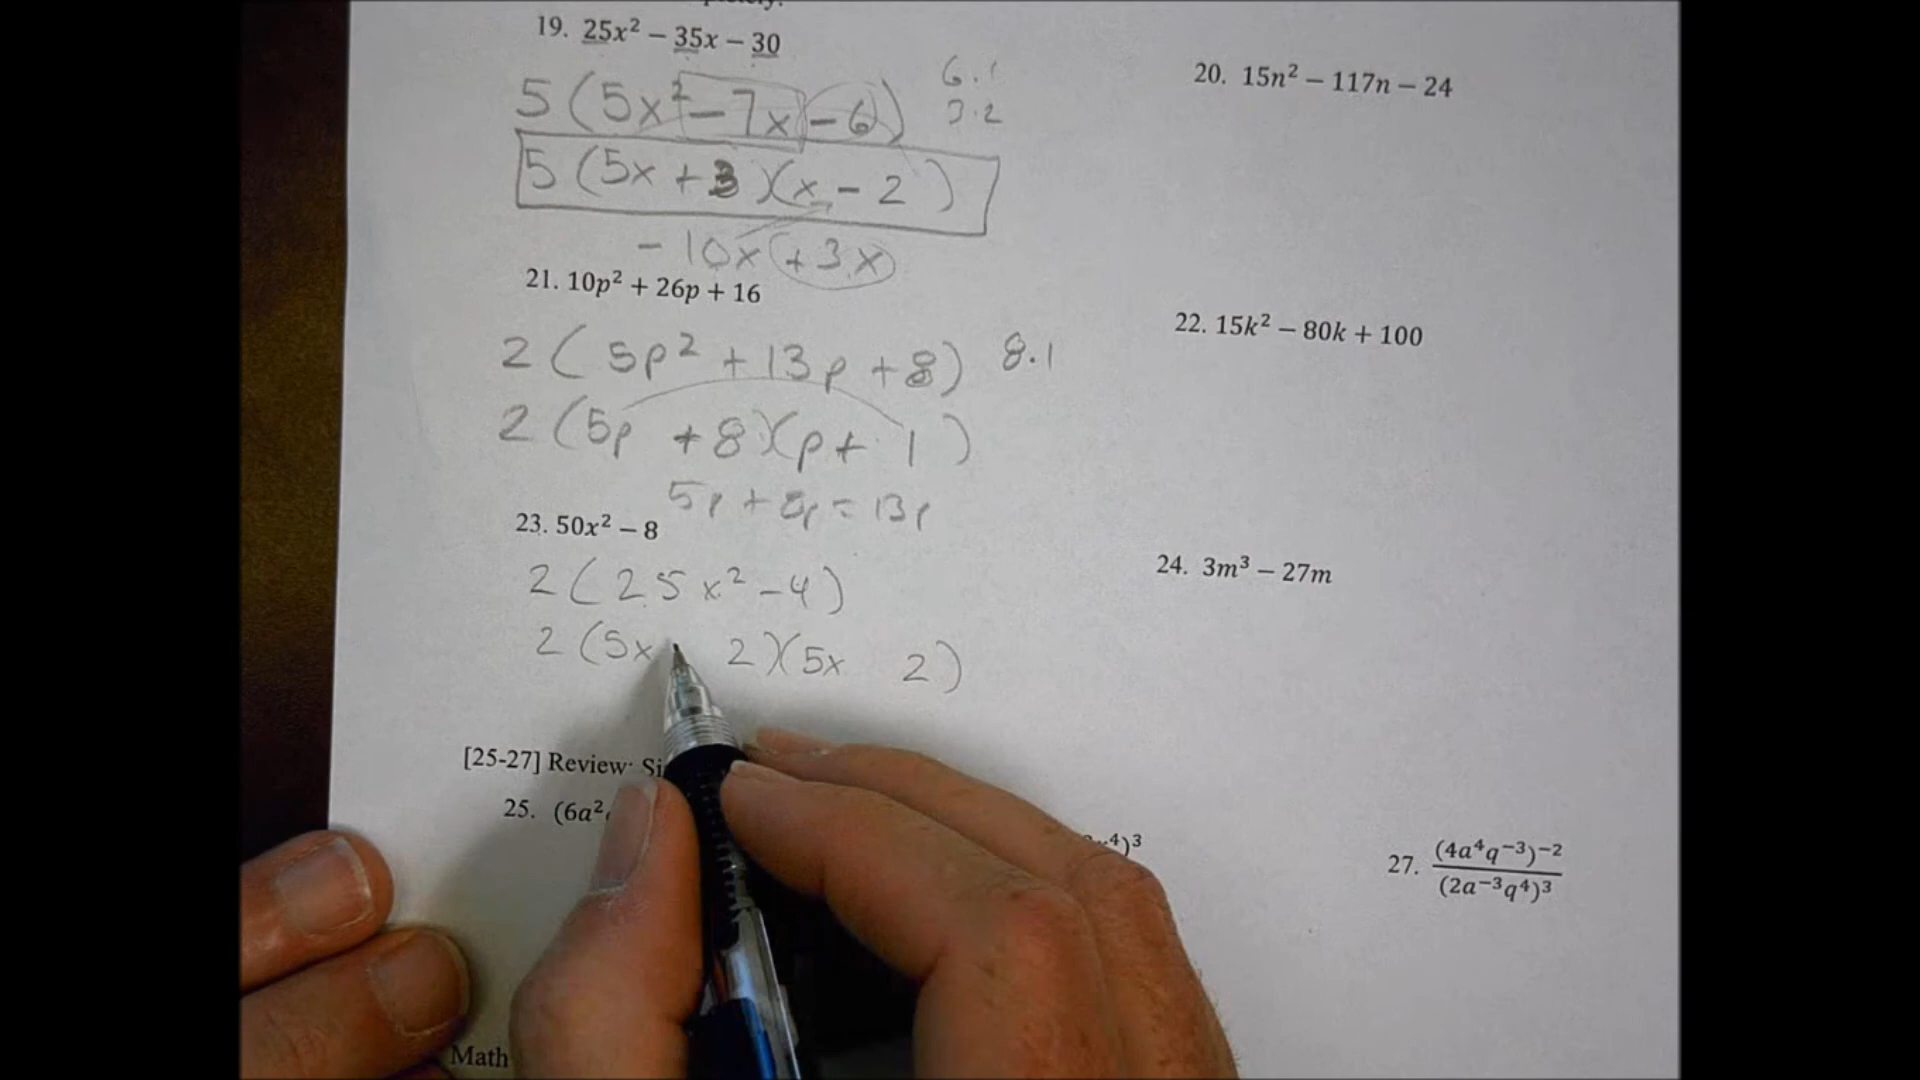 19. 25x² − 35x − 30
5 (5x² − 7x − 6) 6·1
3·2
5 (5x + 3)(x − 2)
− 10x + 3x
20. 15n² − 117n − 24
21. 10p² + 26p + 16
2 ( 5p² + 13p + 8) 8·1
2 (5p + 8)(p + 1)
5p + 8p = 13p
22. 15k² − 80k + 100
23. 50x² − 8
2 (25x² − 4)
2 (5x 2)(5x 2)
24. 3m³ − 27m
[25-27] Review: Si
25. (6a²
⁻⁴)³
27. (4a⁴q⁻³)⁻²
(2a⁻³q⁴)³
Math